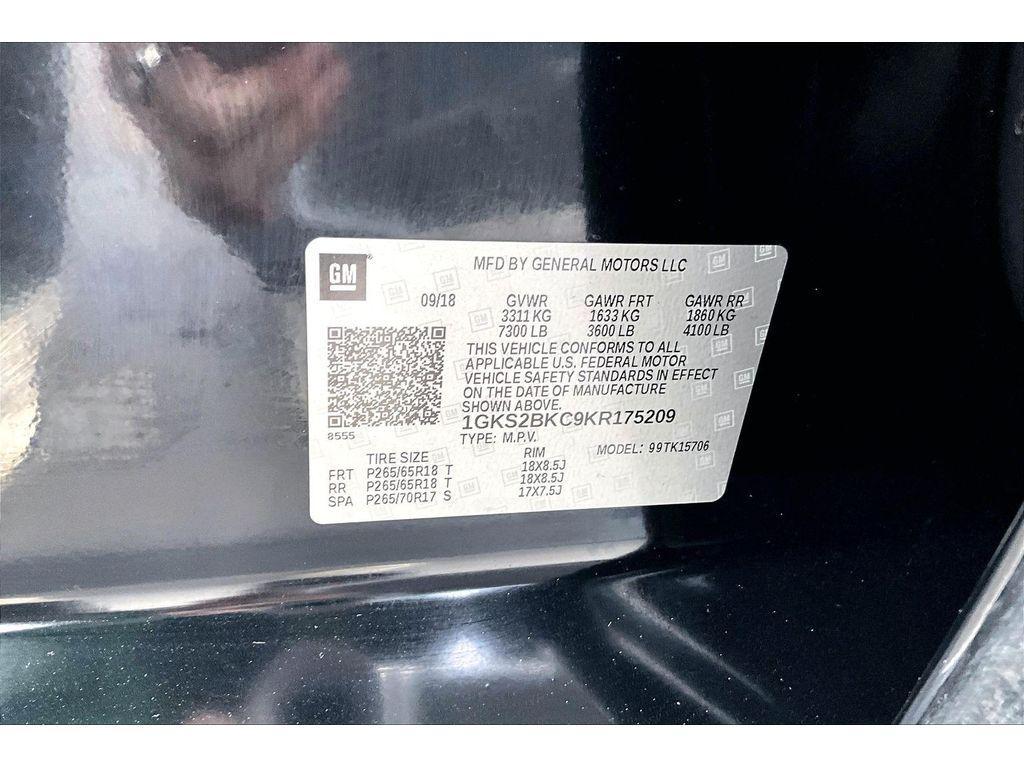 GM
MFD BY GENERAL MOTORS LLC
09/18 GVWR GAWR FRT GAWR RR
3311 KG 1633 KG 1860 KG
7300 LB 3600 LB 4100 LB
THIS VEHICLE CONFORMS TO ALL
APPLICABLE U.S. FEDERAL MOTOR
VEHICLE SAFETY STANDARDS IN EFFECT
ON THE DATE OF MANUFACTURE
SHOWN ABOVE.
8555
1GKS2BKC9KR175209
TYPE: M.P.V. MODEL: 99TK15706
TIRE SIZE RIM
FRT P265/65R18 T 18X8.5J
RR P265/65R18 T 18X8.5J
SPA P265/70R17 S 17X7.5J